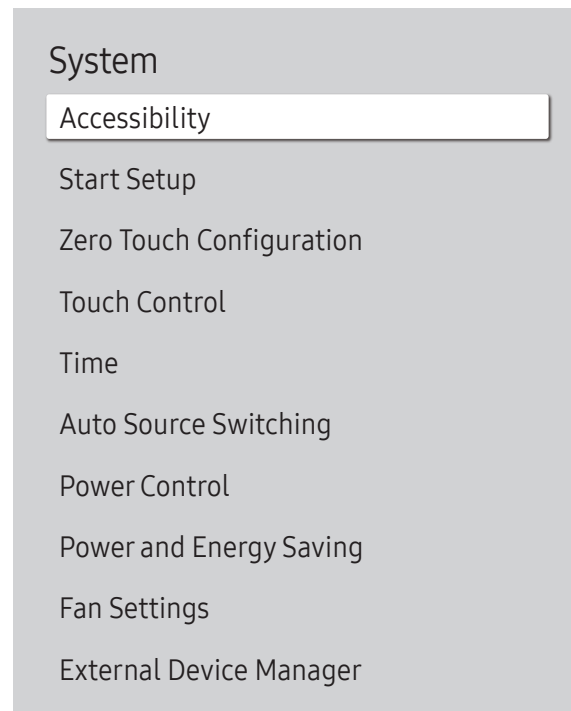 System
Accessibility
Start Setup
Zero Touch Configuration
Touch Control
Time
Auto Source Switching
Power Control
Power and Energy Saving
Fan Settings
External Device Manager